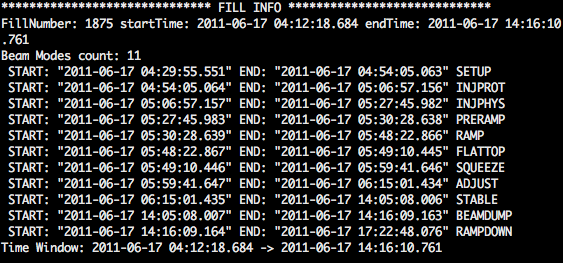 **************************** FILL INFO ***************************
FillNumber: 1875 startTime: 2011-06-17 04:12:18.684 endTime: 2011-06-17 14:16:10
.761
Beam Modes count: 11
START: "2011-06-17 04:29:55.551" END: "2011-06-17 04:54:05.063" SETUP
START: "2011-06-17 04:54:05.064" END: "2011-06-17 05:06:57.156" INJPROT
START: "2011-06-17 05:06:57.157" END: "2011-06-17 05:27:45.982" INJPHYS
START: "2011-06-17 05:27:45.983" END: "2011-06-17 05:30:28.638" PRERAMP
START: "2011-06-17 05:30:28.639" END: "2011-06-17 05:48:22.866" RAMP
START: "2011-06-17 05:48:22.867" END: "2011-06-17 05:49:10.445" FLATTOP
START: "2011-06-17 05:49:10.446" END: "2011-06-17 05:59:41.646" SQUEEZE
START: "2011-06-17 05:59:41.647" END: "2011-06-17 06:15:01.434" ADJUST
START: "2011-06-17 06:15:01.435" END: "2011-06-17 14:05:08.006" STABLE
START: "2011-06-17 14:05:08.007" END: "2011-06-17 14:16:09.163" BEAMDUMP
START: "2011-06-17 14:16:09.164" END: "2011-06-17 17:22:48.076" RAMPDOWN
Time Window: 2011-06-17 04:12:18.684 -> 2011-06-17 14:16:10.761